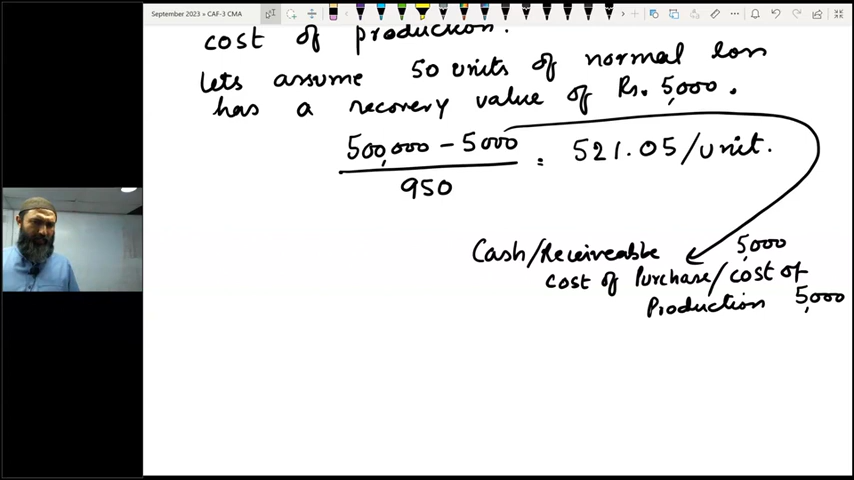 September 2023 » CAF-3 CMA
cost of production.
Lets assume 50 units of normal loss
has a recovery value of Rs. 5,000.
500,000 - 5000
950
= 521.05/unit.
Cash/Receiveable 5,000
cost of Purchase/cost of
Production 5,000